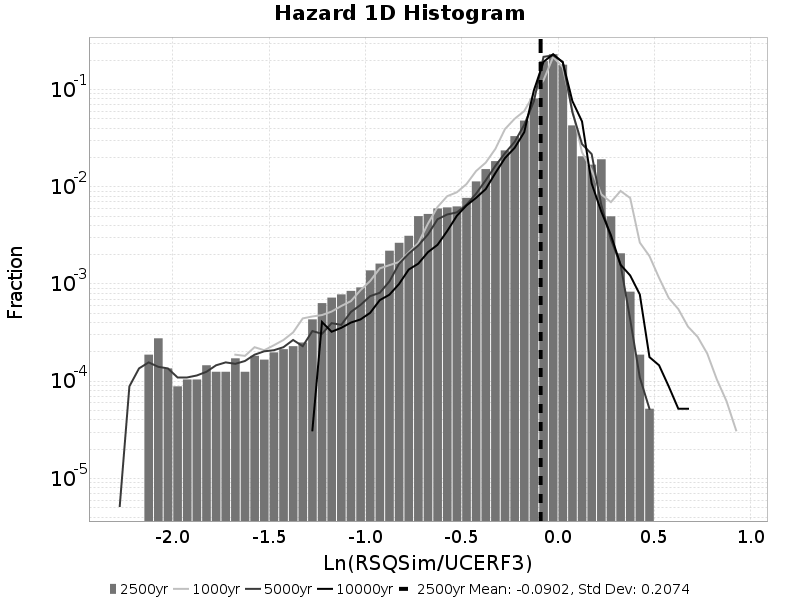 Hazard 1D Histogram
Fraction
10-1
10-2
10-3
10-4
10-5
-2.0 -1.5 -1.0 -0.5 0.0 0.5 1.0
Ln(RSQSim/UCERF3)
2500yr 1000yr 5000yr 10000yr 2500yr Mean: -0.0902, Std Dev: 0.2074